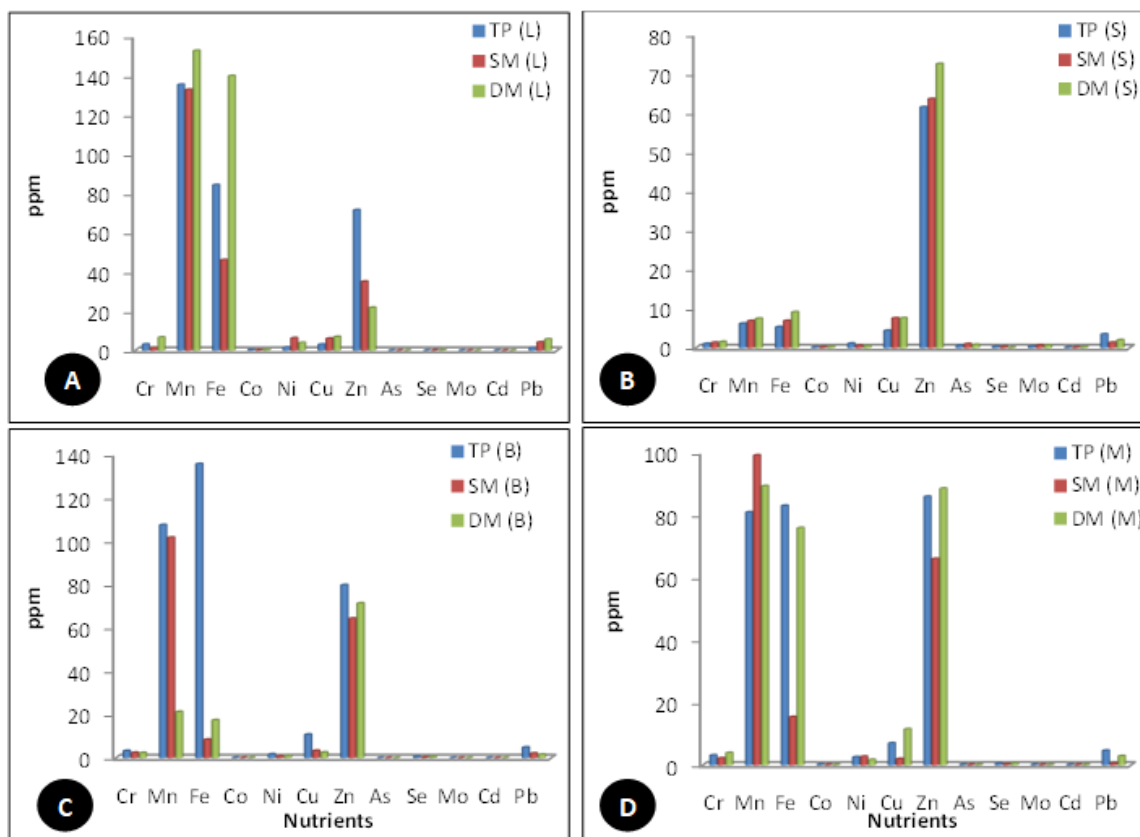 160
140
120
100
80
60
40
20
0
ppm
TP (L)
SM (L)
DM (L)
Cr Mn Fe Co Ni Cu Zn As Se Mo Cd Pb
A
80
70
60
50
40
30
20
10
0
ppm
TP (S)
SM (S)
DM (S)
Cr Mn Fe Co Ni Cu Zn As Se Mo Cd Pb
B
140
120
100
80
60
40
20
0
ppm
TP (B)
SM (B)
DM (B)
Cr Mn Fe Co Ni Cu Zn As Se Mo Cd Pb
Nutrients
C
100
80
60
40
20
0
ppm
TP (M)
SM (M)
DM (M)
Cr Mn Fe Co Ni Cu Zn As Se Mo Cd Pb
Nutrients
D